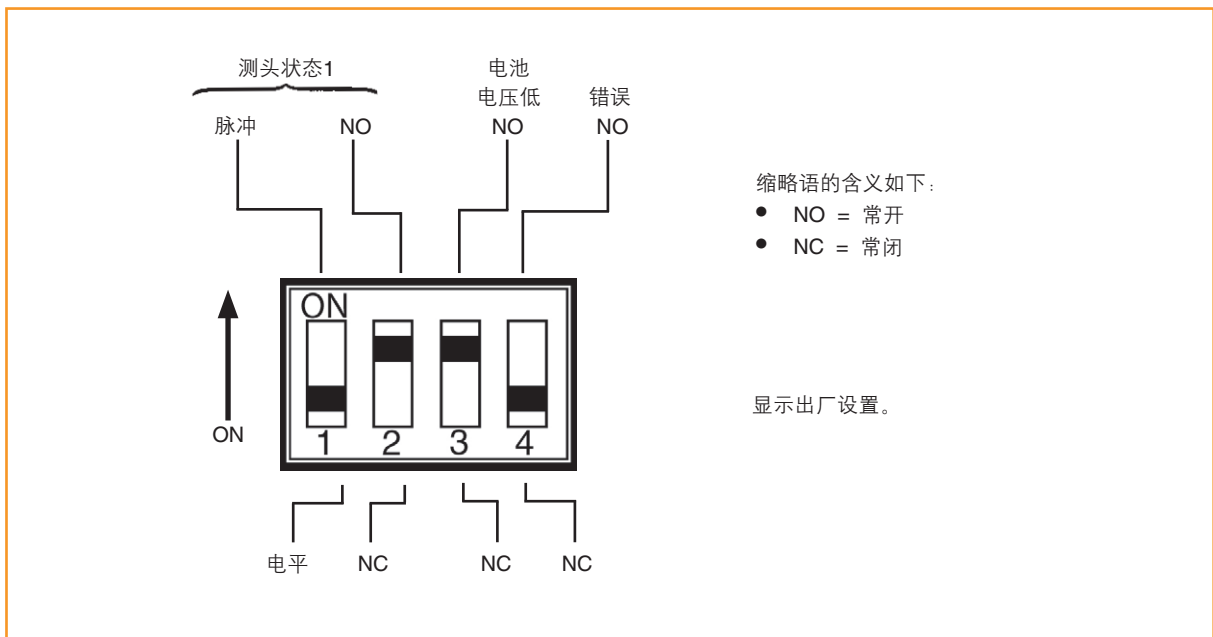 测头状态1
电池
电压低
错误
脉冲 NO NO NO
缩略语的含义如下:
• NO = 常开
• NC = 常闭
ON
1 2 3 4
ON
显示出厂设置。
电平 NC NC NC